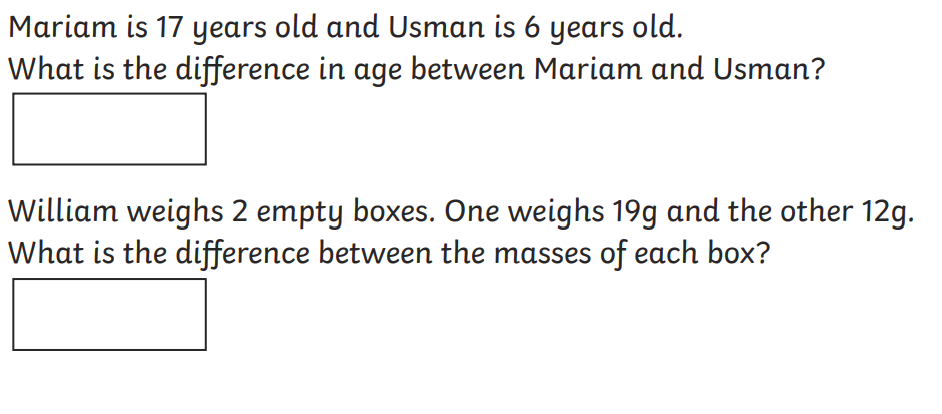 Mariam is 17 years old and Usman is 6 years old.
What is the difference in age between Mariam and Usman?
William weighs 2 empty boxes. One weighs 19g and the other 12g.
What is the difference between the masses of each box?